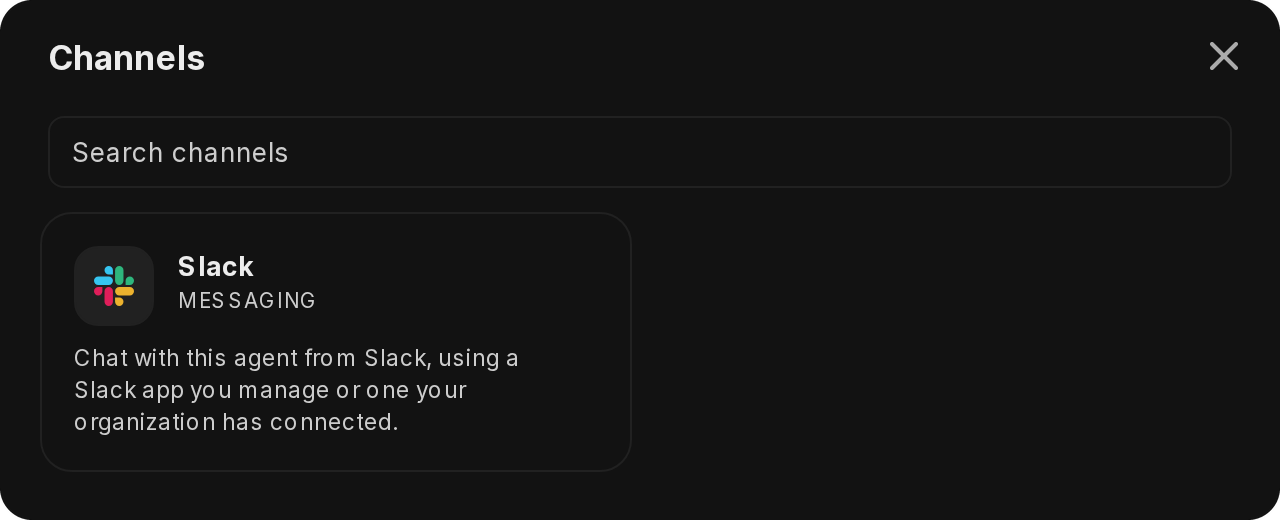 Channels
Search channels
Slack
MESSAGING
Chat with this agent from Slack, using a
Slack app you manage or one your
organization has connected.